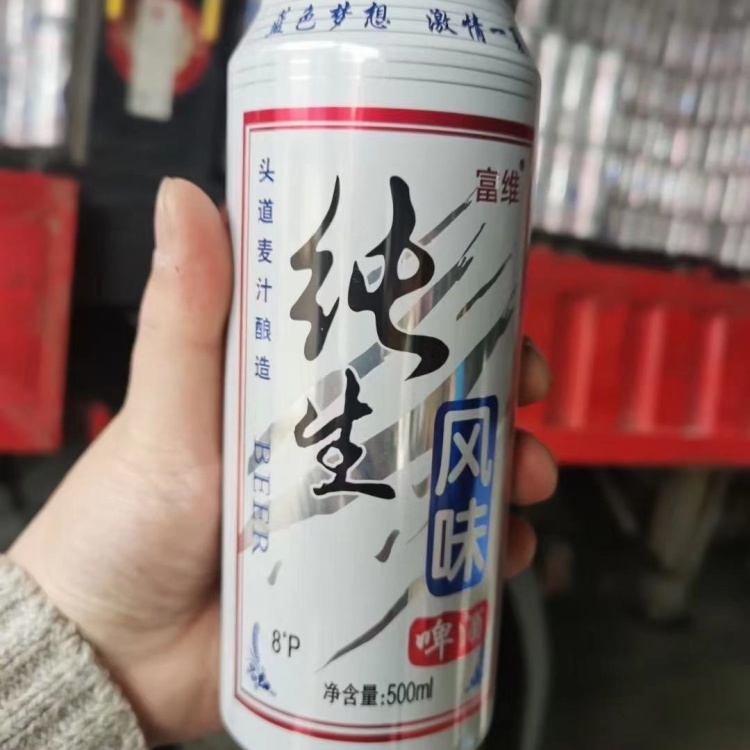 蓝色梦想 激情一
富维
头道麦汁酿造
BEER
纯生
风味
啤酒
8°P
净含量:500ml